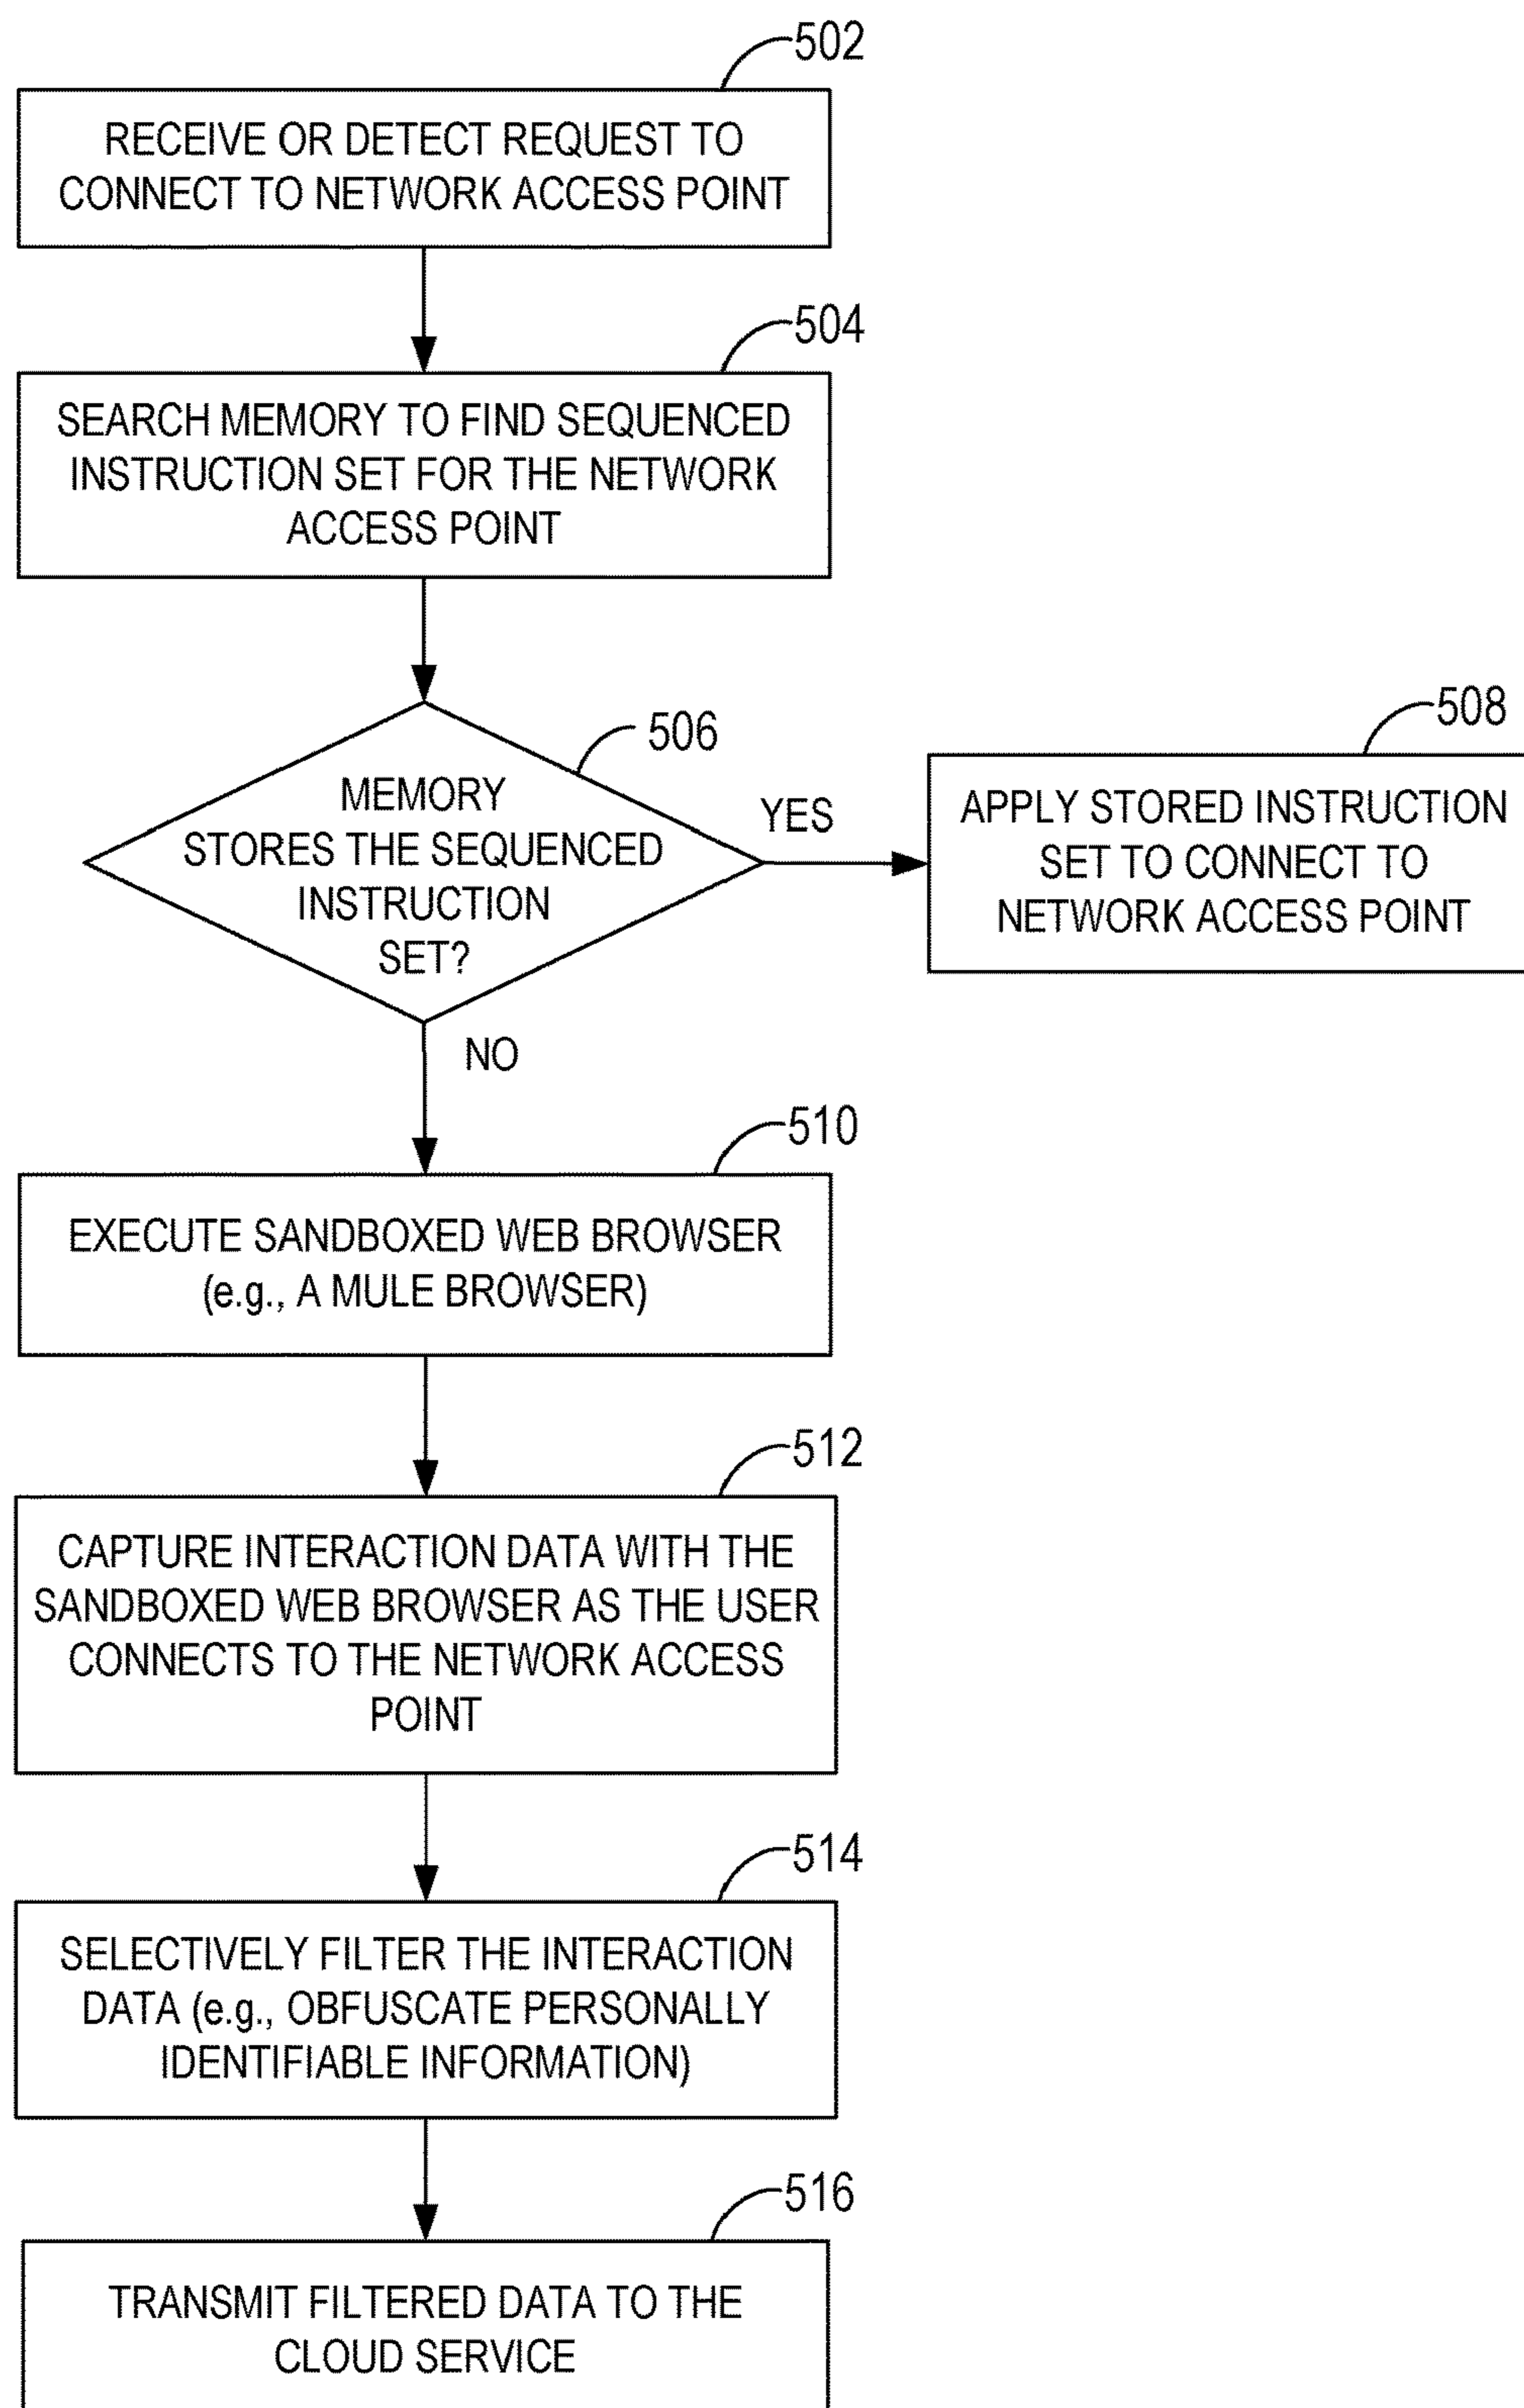 502
RECEIVE OR DETECT REQUEST TO
CONNECT TO NETWORK ACCESS POINT
504
SEARCH MEMORY TO FIND SEQUENCED
INSTRUCTION SET FOR THE NETWORK
ACCESS POINT
506
MEMORY
STORES THE SEQUENCED
INSTRUCTION
SET?
YES
508
APPLY STORED INSTRUCTION
SET TO CONNECT TO
NETWORK ACCESS POINT
NO
510
EXECUTE SANDBOXED WEB BROWSER
(e.g., A MULE BROWSER)
512
CAPTURE INTERACTION DATA WITH THE
SANDBOXED WEB BROWSER AS THE USER
CONNECTS TO THE NETWORK ACCESS
POINT
514
SELECTIVELY FILTER THE INTERACTION
DATA (e.g., OBFUSCATE PERSONALLY
IDENTIFIABLE INFORMATION)
516
TRANSMIT FILTERED DATA TO THE
CLOUD SERVICE